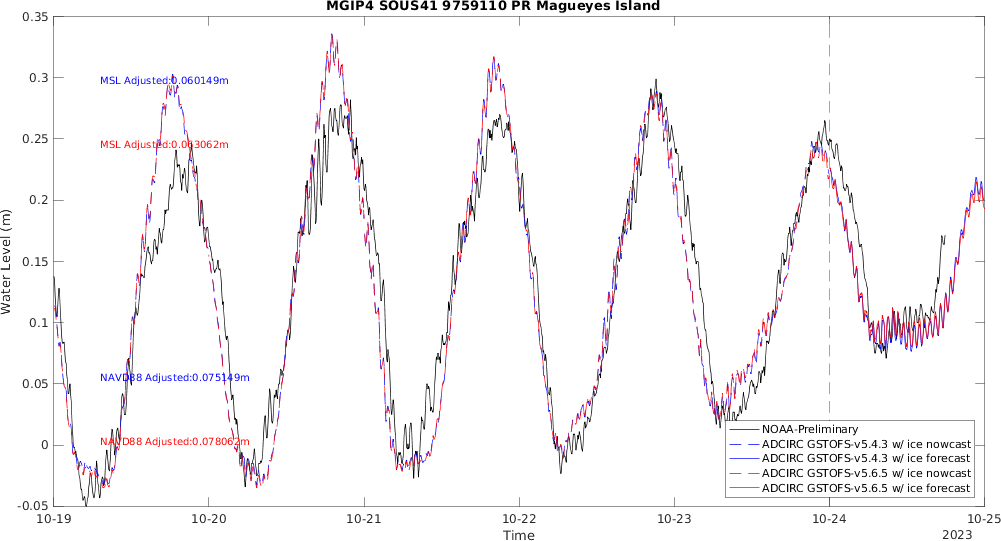 MGIP4 SOUS41 9759110 PR Magueyes Island
0.35
0.3
0.25
0.2
0.15
0.1
0.05
0
-0.05
Water Level (m)
MSL Adjusted:0.060149m
MSL Adjusted:0.063062m
NAVD88 Adjusted:0.075149m
NAVD88 Adjusted:0.078062m
NOAA-Preliminary
ADCIRC GSTOFS-v5.4.3 w/ ice nowcast
ADCIRC GSTOFS-v5.4.3 w/ ice forecast
ADCIRC GSTOFS-v5.6.5 w/ ice nowcast
ADCIRC GSTOFS-v5.6.5 w/ ice forecast
10-19 10-20 10-21 10-22 10-23 10-24 10-25
Time
2023